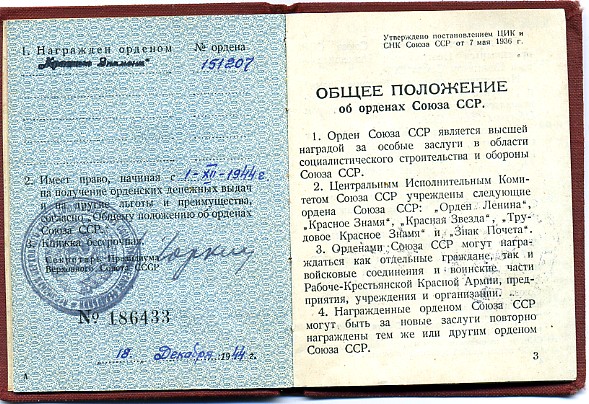 1. Награжден орденом № ордена
"Красное Знамя" 151207
2. Имеет право, начиная с 1-XII-1944 г.
на получение орденских денежных выдач
и на другие льготы и преимущества,
согласно „Общему положению об орденах
Союза ССР."
Книжка бессрочная.
Секретарь Президиума
Верховного Совета СССР Горкин
№ 186433
18. Декабря 1944 г.
А
Утверждено постановлением ЦИК и
СНК Союза ССР от 7 мая 1936 г.
ОБЩЕЕ ПОЛОЖЕНИЕ
об орденах Союза ССР.
1. Орден Союза ССР является высшей
наградой за особые заслуги в области
социалистического строительства и обороны
Союза ССР.
2. Центральным Исполнительным Коми-
тетом Союза ССР учреждены следующие
ордена Союза ССР: „Орден Ленина",
„Красное Знамя", „Красная Звезда", „Тру-
довое Красное Знамя" и „Знак Почета".
3. Орденами Союза ССР могут награ-
ждаться как отдельные граждане, так и
войсковые соединения и воинские части
Рабоче-Крестьянской Красной Армии, пред-
приятия, учреждения и организации.
4. Награжденные орденом Союза ССР
могут быть за новые заслуги повторно
награждены тем же или другим орденом
Союза ССР.
3